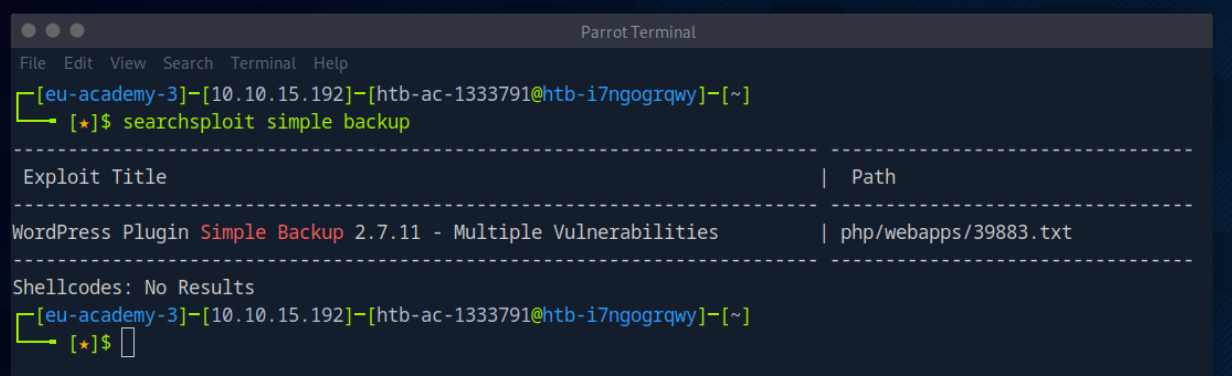 Parrot Terminal
File Edit View Search Terminal Help
┌─[eu-academy-3]─[10.10.15.192]─[htb-ac-1333791@htb-i7ngogrqwy]─[~]
└──╼ [★]$ searchsploit simple backup
---------------------------------------------------------------------- ---------------------------------
Exploit Title | Path
---------------------------------------------------------------------- ---------------------------------
WordPress Plugin Simple Backup 2.7.11 - Multiple Vulnerabilities | php/webapps/39883.txt
---------------------------------------------------------------------- ---------------------------------
Shellcodes: No Results
┌─[eu-academy-3]─[10.10.15.192]─[htb-ac-1333791@htb-i7ngogrqwy]─[~]
└──╼ [★]$